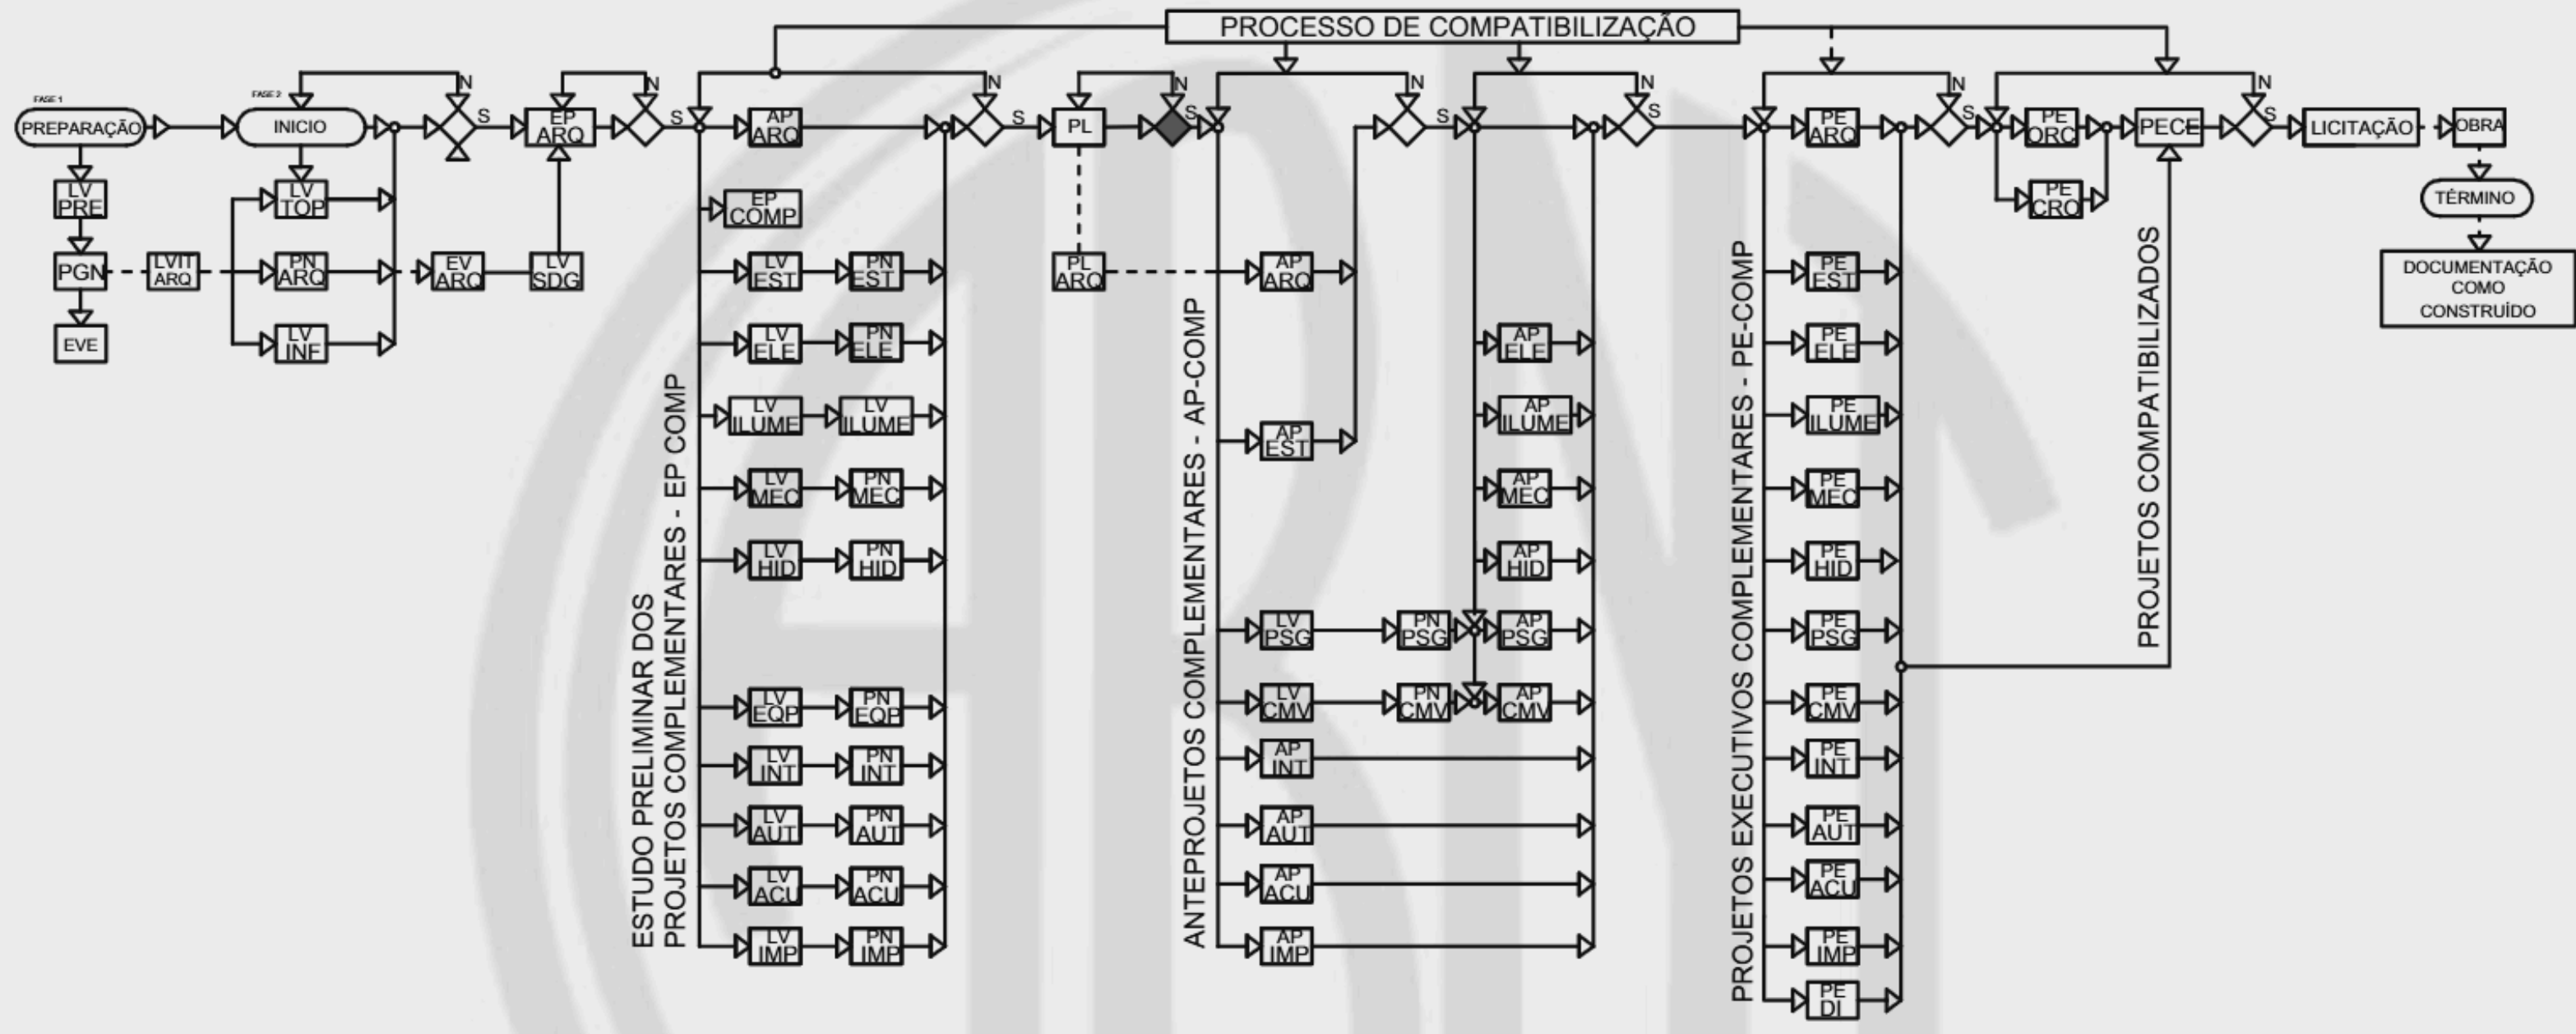 PROCESSO DE COMPATIBILIZAÇÃO
FASE 1
PREPARAÇÃO
LV
PRE
PGN
EVE
LVIT
ARQ
FASE 2
INICIO
LV
TOP
PN
ARQ
LV
INF
N
S
EV
ARQ
LV
SDG
EP
ARQ
N
S
ESTUDO PRELIMINAR DOS
PROJETOS COMPLEMENTARES - EP COMP
AP
ARQ
EP
COMP
LV
EST
PN
EST
LV
ELE
PN
ELE
LV
ILUME
LV
ILUME
LV
MEC
PN
MEC
LV
HID
PN
HID
LV
EQP
PN
EQP
LV
INT
PN
INT
LV
AUT
PN
AUT
LV
ACU
PN
ACU
LV
IMP
PN
IMP
N
S
PL
PL
ARQ
N
S
ANTEPROJETOS COMPLEMENTARES - AP-COMP
AP
ARQ
AP
EST
LV
PSG
PN
PSG
AP
PSG
LV
CMV
PN
CMV
AP
CMV
AP
INT
AP
AUT
AP
ACU
AP
IMP
N
S
AP
ELE
AP
ILUME
AP
MEC
AP
HID
N
S
PROJETOS EXECUTIVOS COMPLEMENTARES - PE-COMP
PE
ARQ
PE
EST
PE
ELE
PE
ILUME
PE
MEC
PE
HID
PE
PSG
PE
CMV
PE
INT
PE
AUT
PE
ACU
PE
IMP
PE
DI
N
S
PE
ORC
PE
CRO
PECE
PROJETOS COMPATIBILIZADOS
N
S
LICITAÇÃO
OBRA
TÉRMINO
DOCUMENTAÇÃO
COMO
CONSTRUÍDO